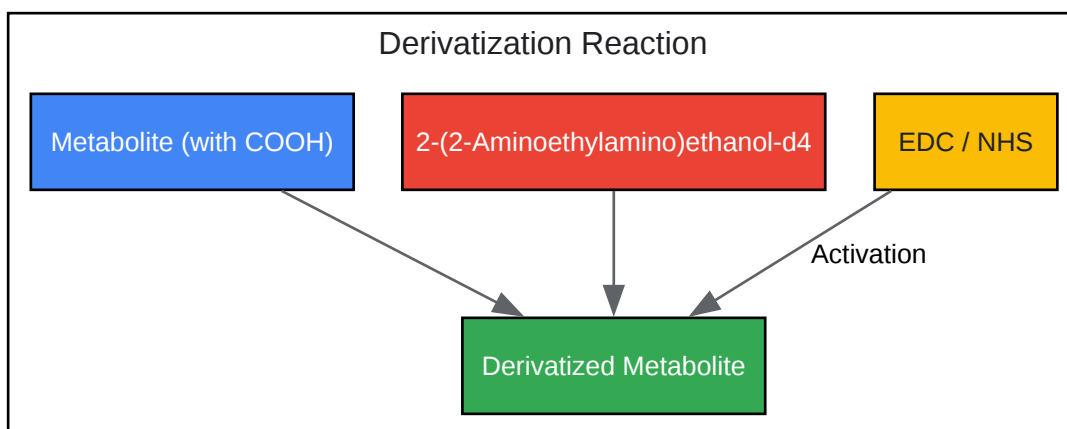 Derivatization Reaction
Metabolite (with COOH)
2-(2-Aminoethylamino)ethanol-d4
EDC / NHS
Activation
Derivatized Metabolite